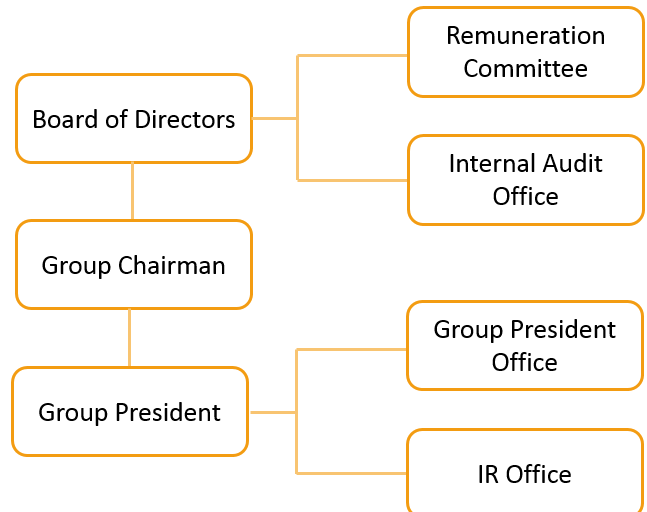 Remuneration
Committee
Board of Directors
Internal Audit
Office
Group Chairman
Group President
Office
Group President
IR Office